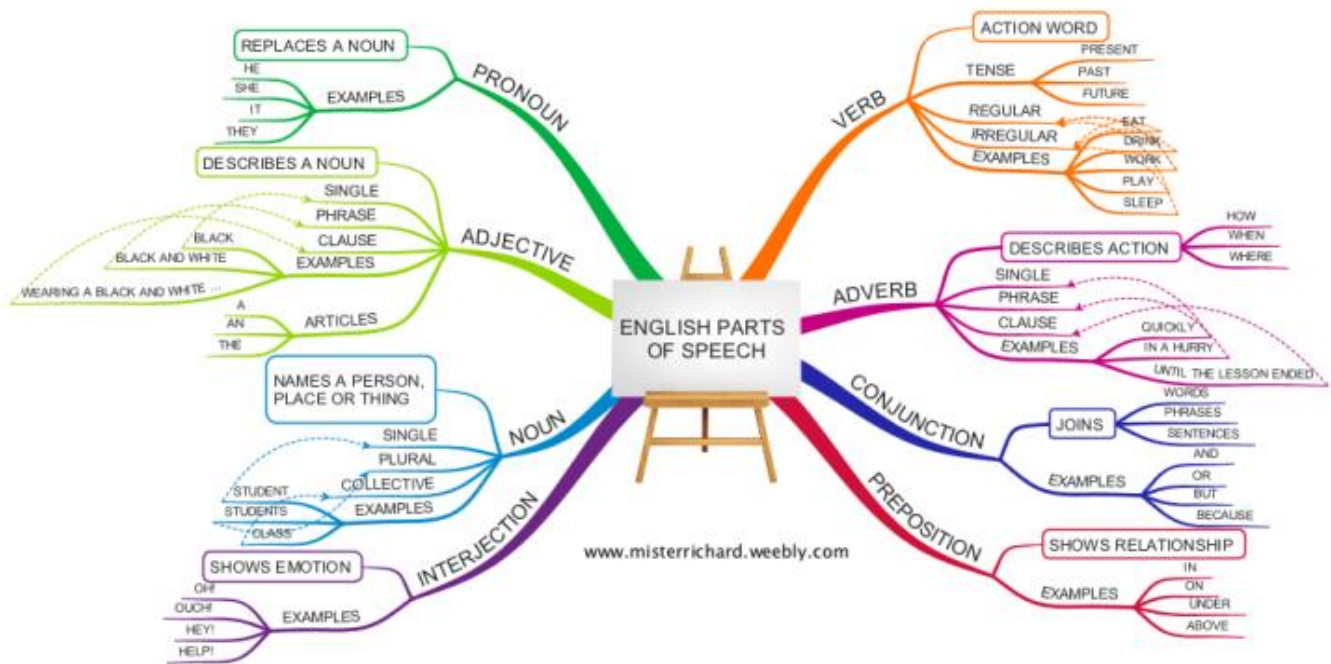 ENGLISH PARTS
OF SPEECH
PRONOUN
REPLACES A NOUN
EXAMPLES
HE
SHE
IT
THEY
ADJECTIVE
DESCRIBES A NOUN
SINGLE
PHRASE
CLAUSE
EXAMPLES
BLACK
BLACK AND WHITE
WEARING A BLACK AND WHITE ...
ARTICLES
A
AN
THE
NOUN
NAMES A PERSON,
PLACE OR THING
SINGLE
PLURAL
COLLECTIVE
EXAMPLES
STUDENT
STUDENTS
CLASS
INTERJECTION
SHOWS EMOTION
EXAMPLES
OH!
OUCH!
HEY!
HELP!
VERB
ACTION WORD
TENSE
PRESENT
PAST
FUTURE
REGULAR
IRREGULAR
EXAMPLES
EAT
DRINK
WORK
PLAY
SLEEP
ADVERB
DESCRIBES ACTION
HOW
WHEN
WHERE
SINGLE
PHRASE
CLAUSE
EXAMPLES
QUICKLY
IN A HURRY
UNTIL THE LESSON ENDED
CONJUNCTION
JOINS
WORDS
PHRASES
SENTENCES
EXAMPLES
AND
OR
BUT
BECAUSE
PREPOSITION
SHOWS RELATIONSHIP
EXAMPLES
IN
ON
UNDER
ABOVE
www.misterrichard.weebly.com